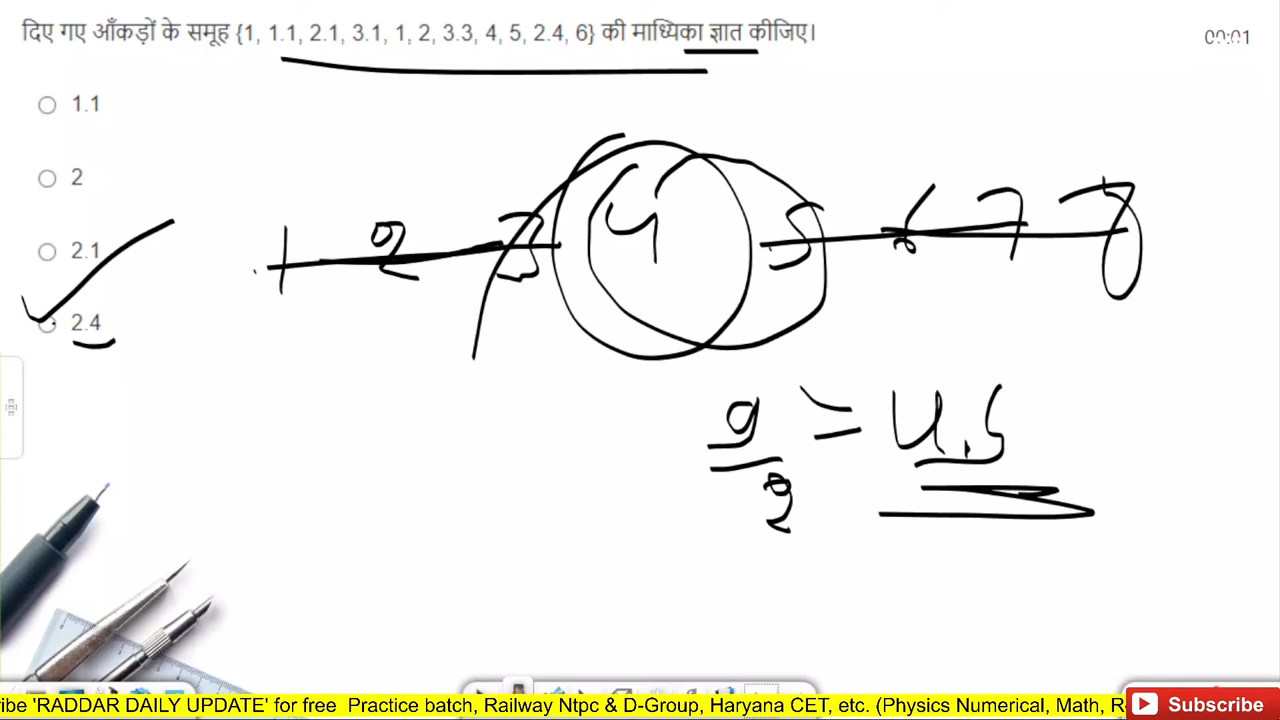 दिए गए आँकड़ों के समूह {1, 1.1, 2.1, 3.1, 1, 2, 3.3, 4, 5, 2.4, 6} की माध्यिका ज्ञात कीजिए।
00:01
1.1
2
2.1
2.4
1 2 3 4 5 6 7 8
9/2 = 4.5
ibe 'RADDAR DAILY UPDATE' for free Practice batch, Railway Ntpc & D-Group, Haryana CET, etc. (Physics Numerical, Math, R
Subscribe